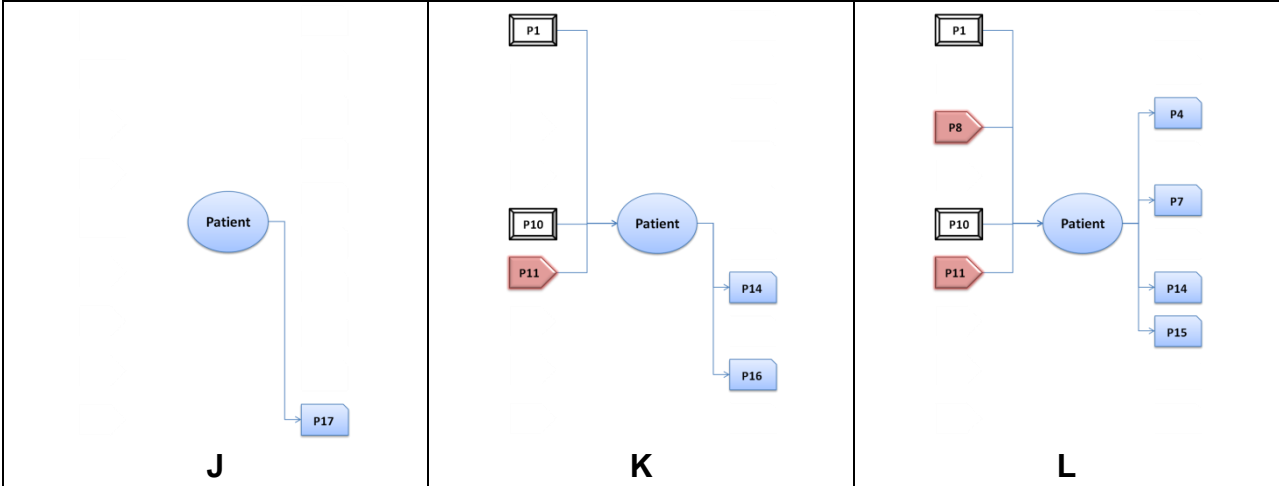 Patient
P17
J
P1
P10
P11
Patient
P14
P16
K
P1
P8
P10
P11
Patient
P4
P7
P14
P15
L